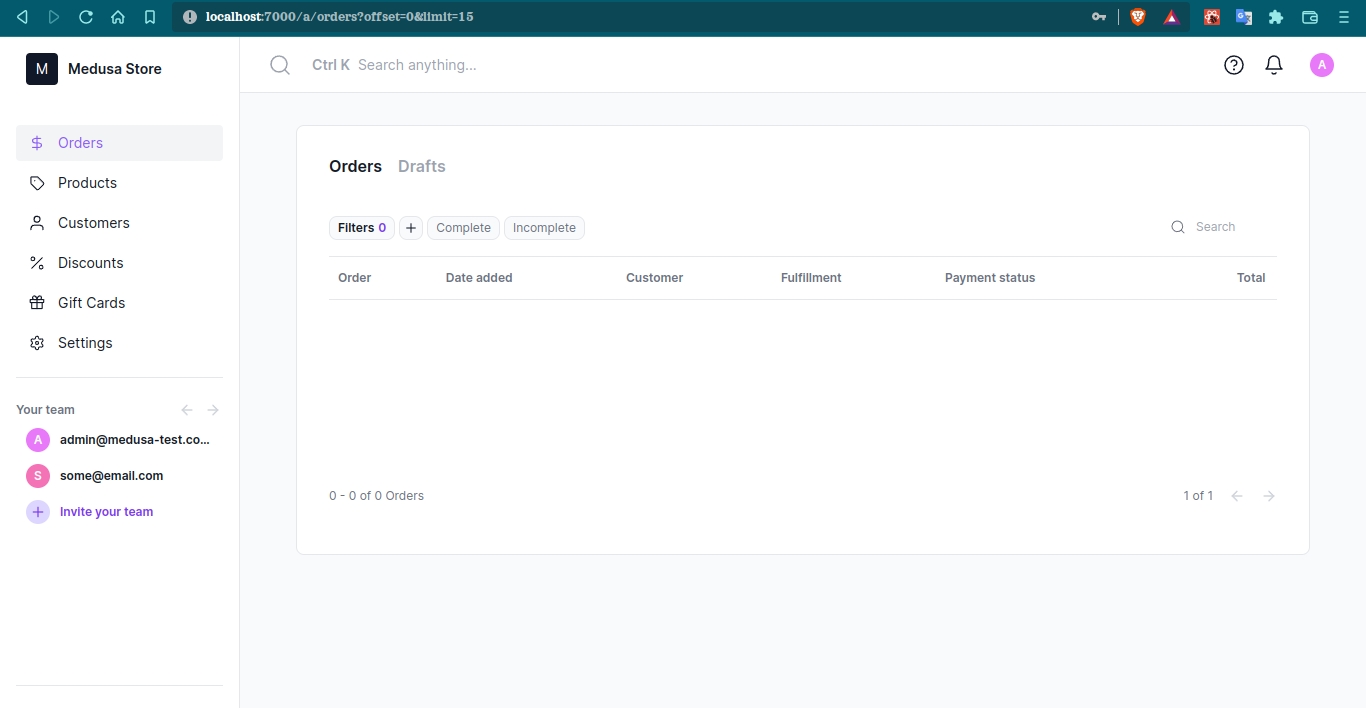 localhost:7000/a/orders?offset=0&limit=15
M Medusa Store
Ctrl K Search anything...
A
Orders
Products
Customers
Discounts
Gift Cards
Settings
Your team
A admin@medusa-test.co...
S some@email.com
Invite your team
Orders Drafts
Filters 0 + Complete Incomplete
Search
Order Date added Customer Fulfillment Payment status Total
0 - 0 of 0 Orders
1 of 1